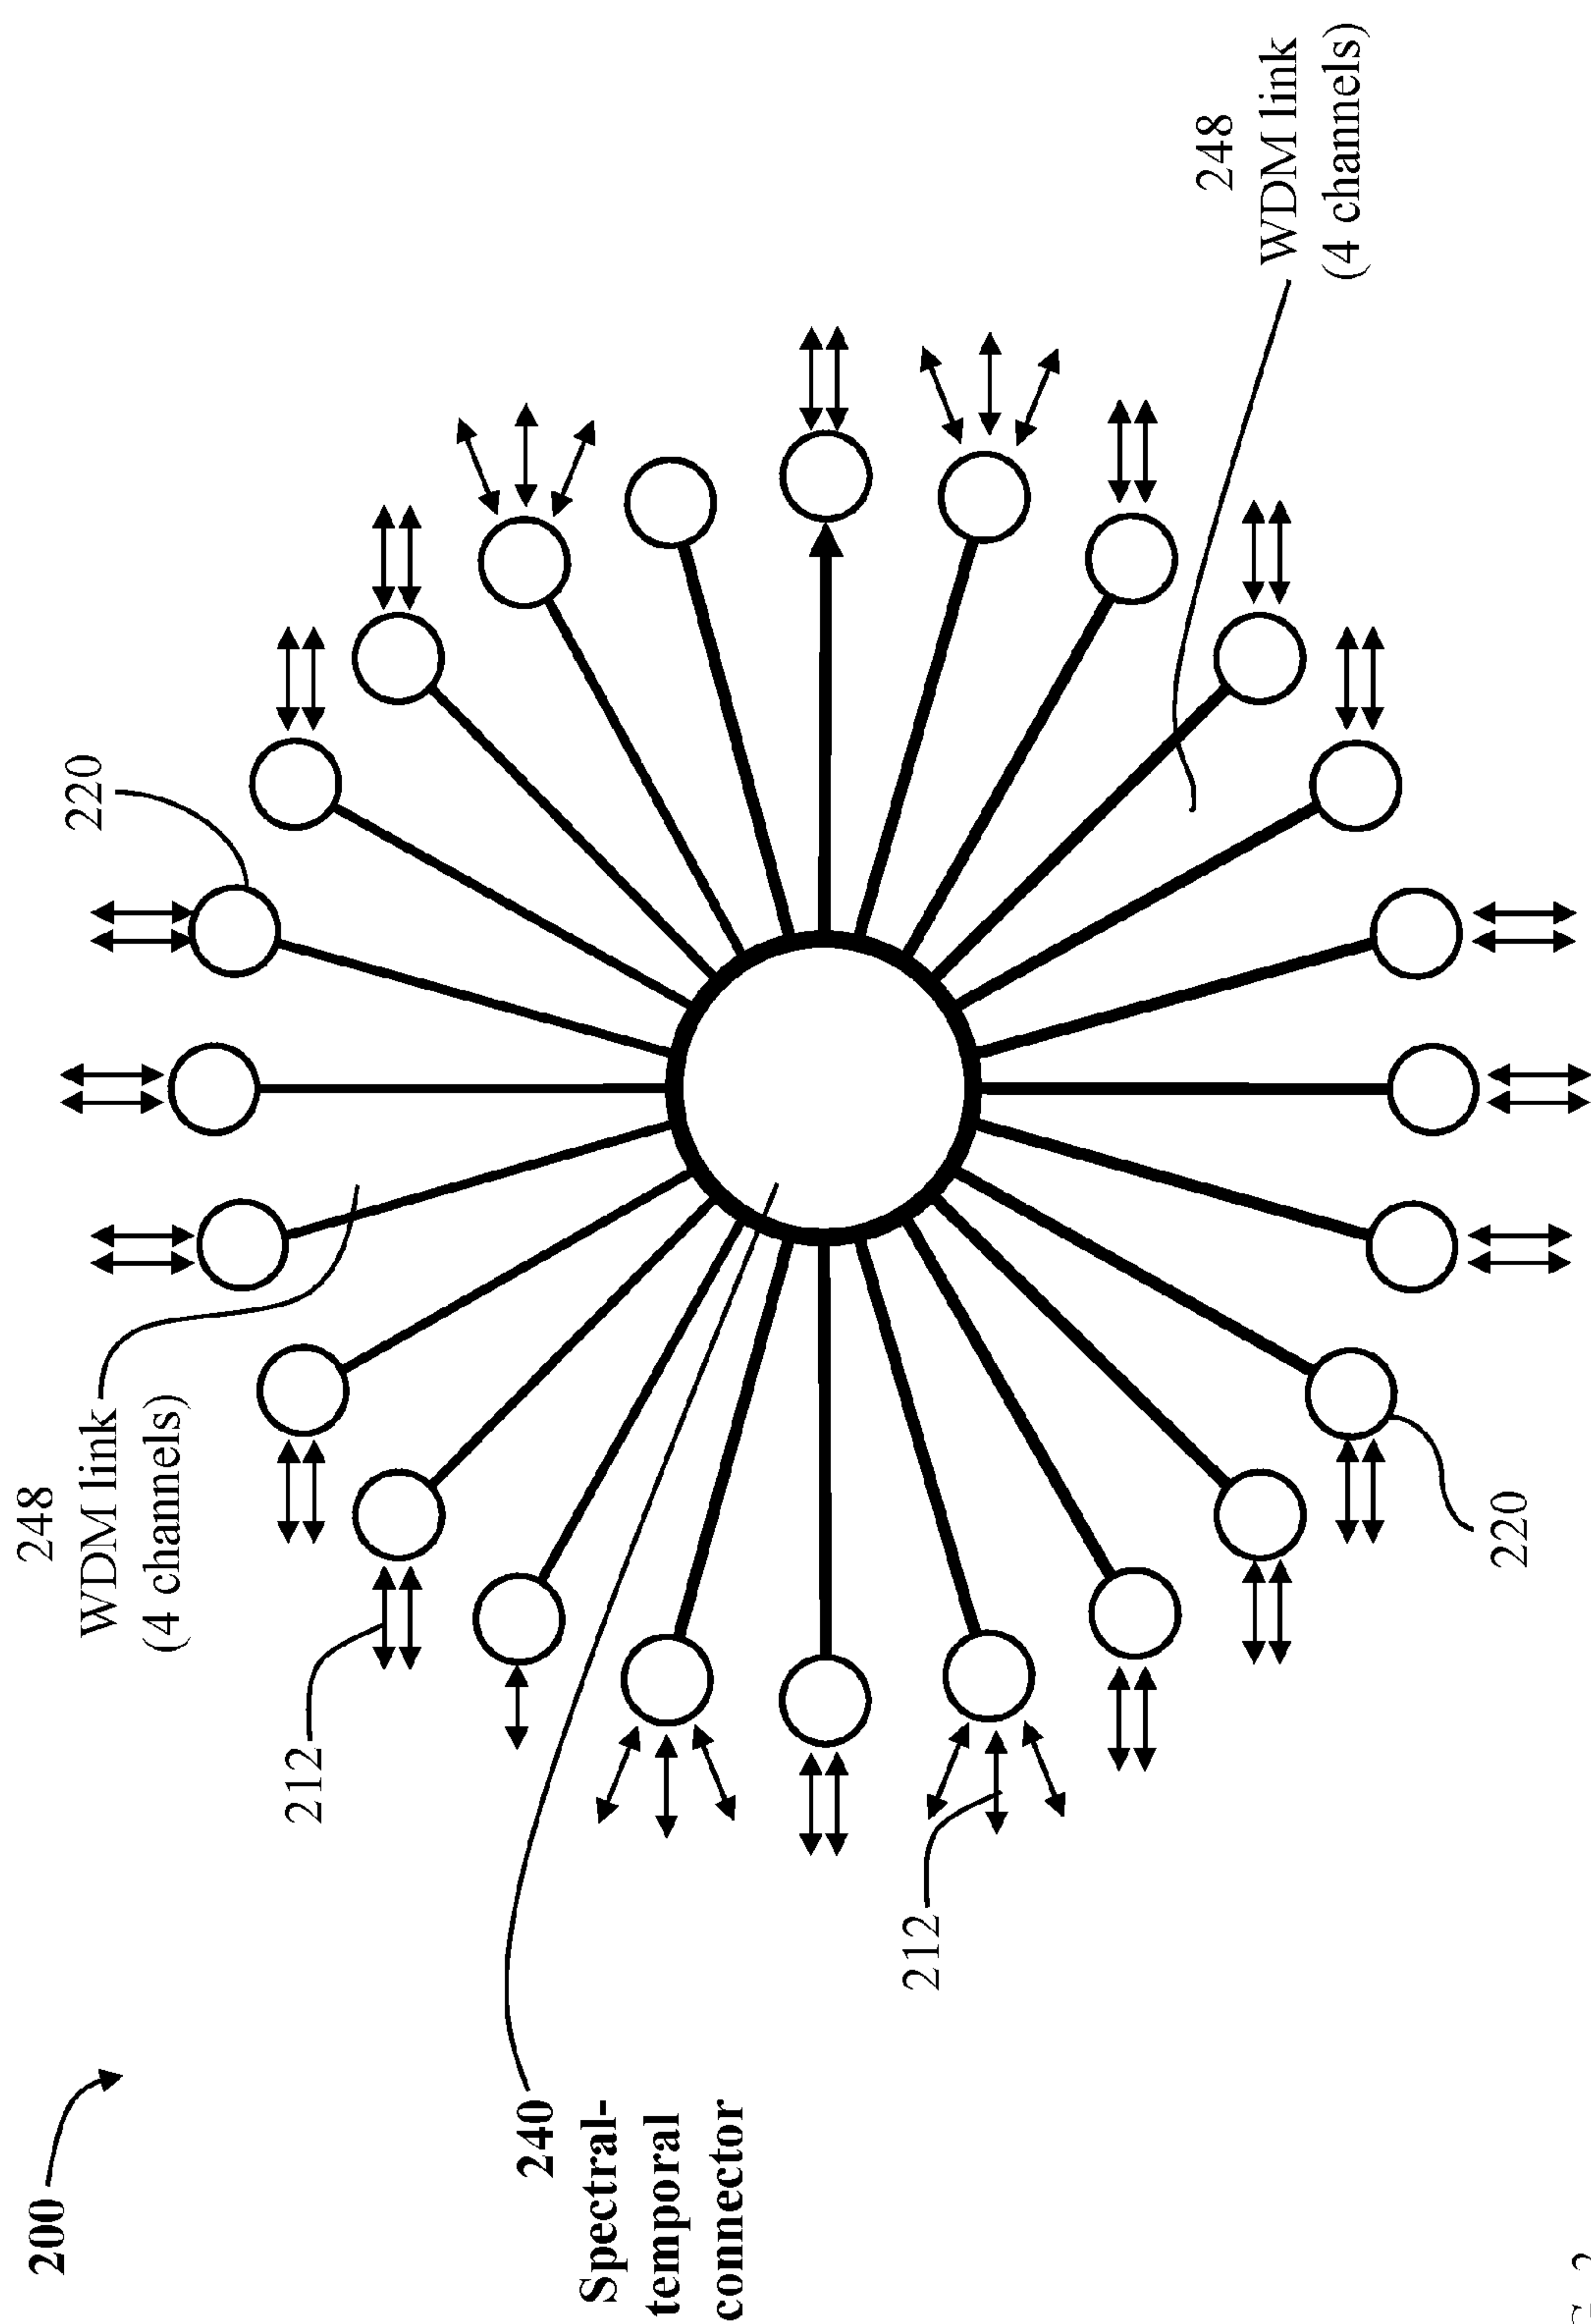 200
248
WDM link
(4 channels)
220
212
240
Spectral-
temporal
connector
212
248
WDM link
(4 channels)
220